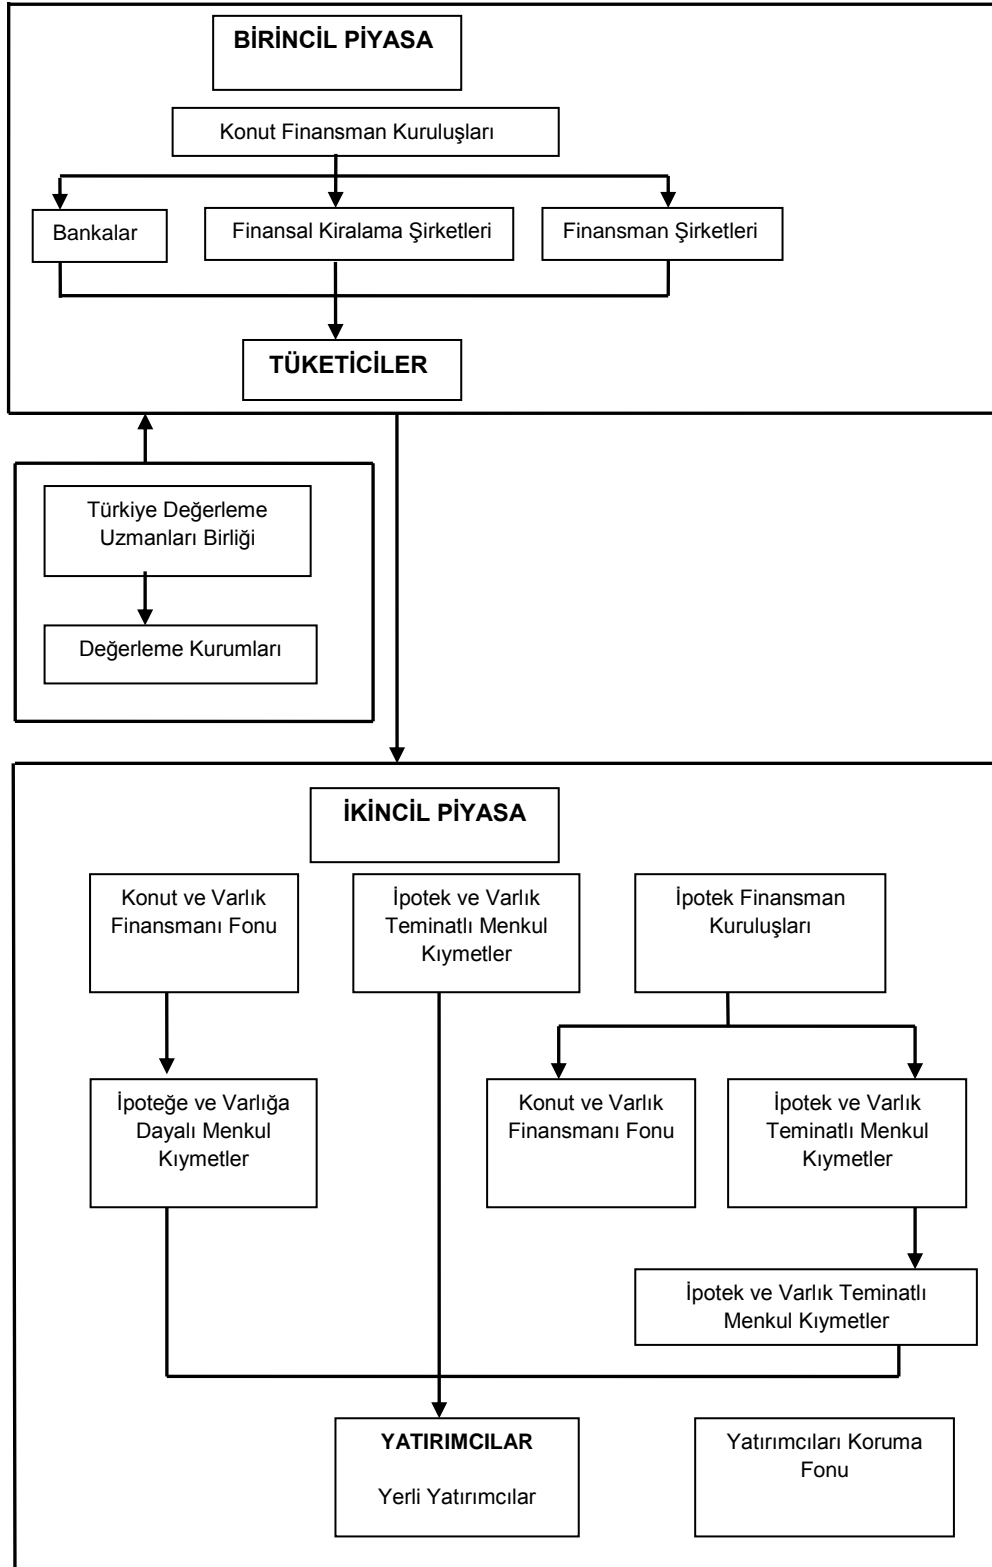 BİRİNCİL PİYASA
Konut Finansman Kuruluşları
Bankalar
Finansal Kiralama Şirketleri
Finansman Şirketleri
TÜKETİCİLER
Türkiye Değerleme
Uzmanları Birliği
Değerleme Kurumları
İKİNCİL PİYASA
Konut ve Varlık
Finansmanı Fonu
İpotek ve Varlık
Teminatlı Menkul
Kıymetler
İpotek Finansman
Kuruluşları
İpoteğe ve Varlığa
Dayalı Menkul
Kıymetler
Konut ve Varlık
Finansmanı Fonu
İpotek ve Varlık
Teminatlı Menkul
Kıymetler
İpotek ve Varlık Teminatlı
Menkul Kıymetler
YATIRIMCILAR
Yerli Yatırımcılar
Yatırımcıları Koruma
Fonu